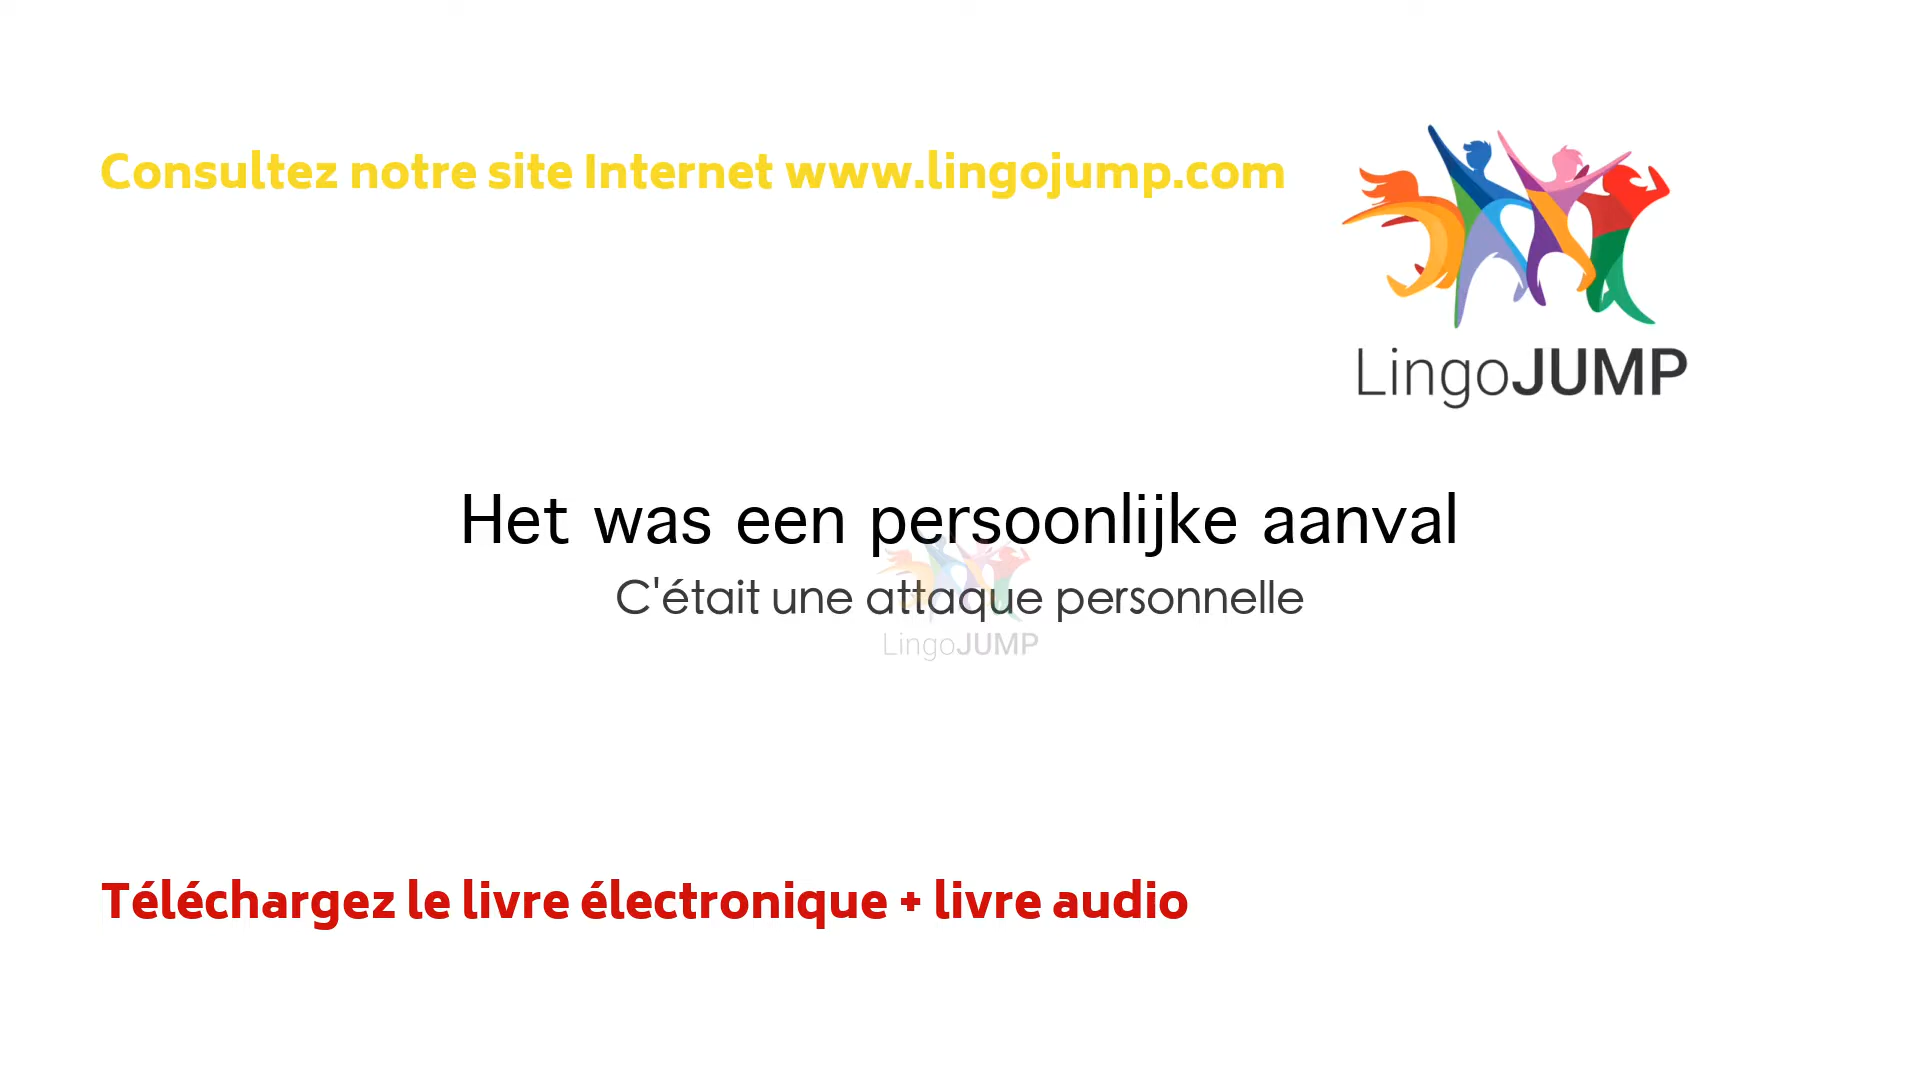 Consultez notre site Internet www.lingojump.com
LingoJUMP
Het was een persoonlijke aanval
C'était une attaque personnelle
LingoJUMP
Téléchargez le livre électronique + livre audio